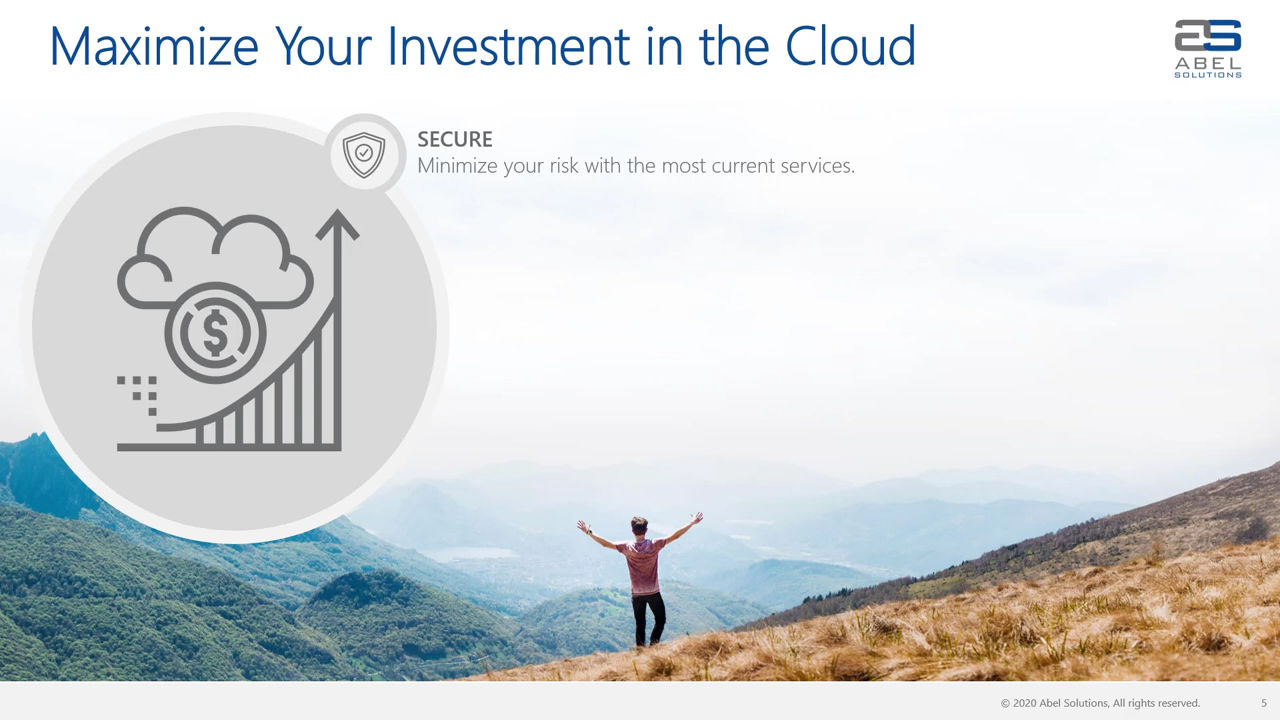 Maximize Your Investment in the Cloud
ABEL
SOLUTIONS
SECURE
Minimize your risk with the most current services.
$
© 2020 Abel Solutions, All rights reserved.
5